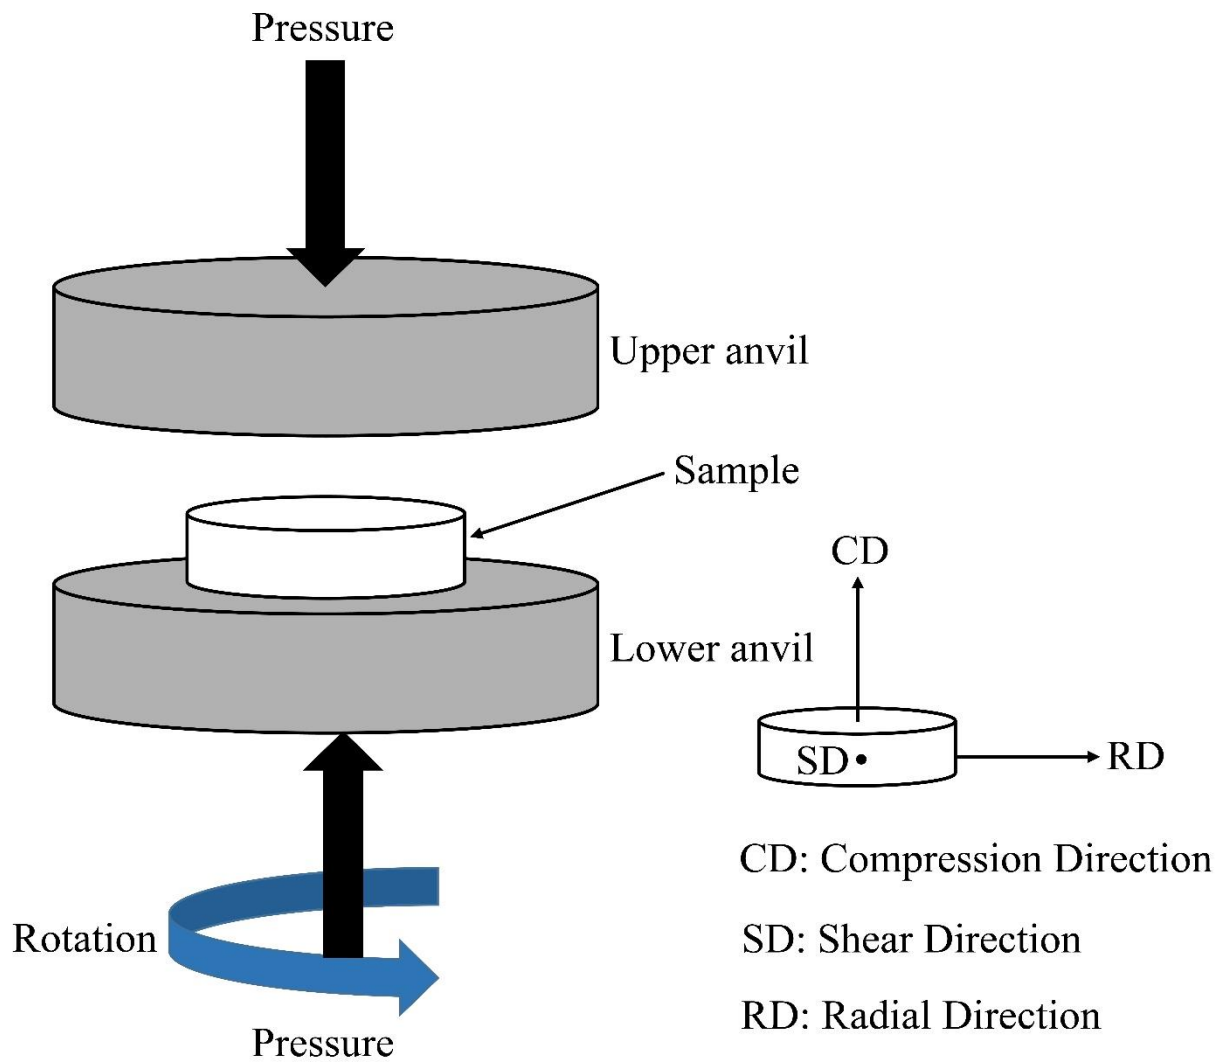 Pressure
Upper anvil
Sample
CD
Lower anvil
SD
RD
CD: Compression Direction
Rotation
SD: Shear Direction
RD: Radial Direction
Pressure